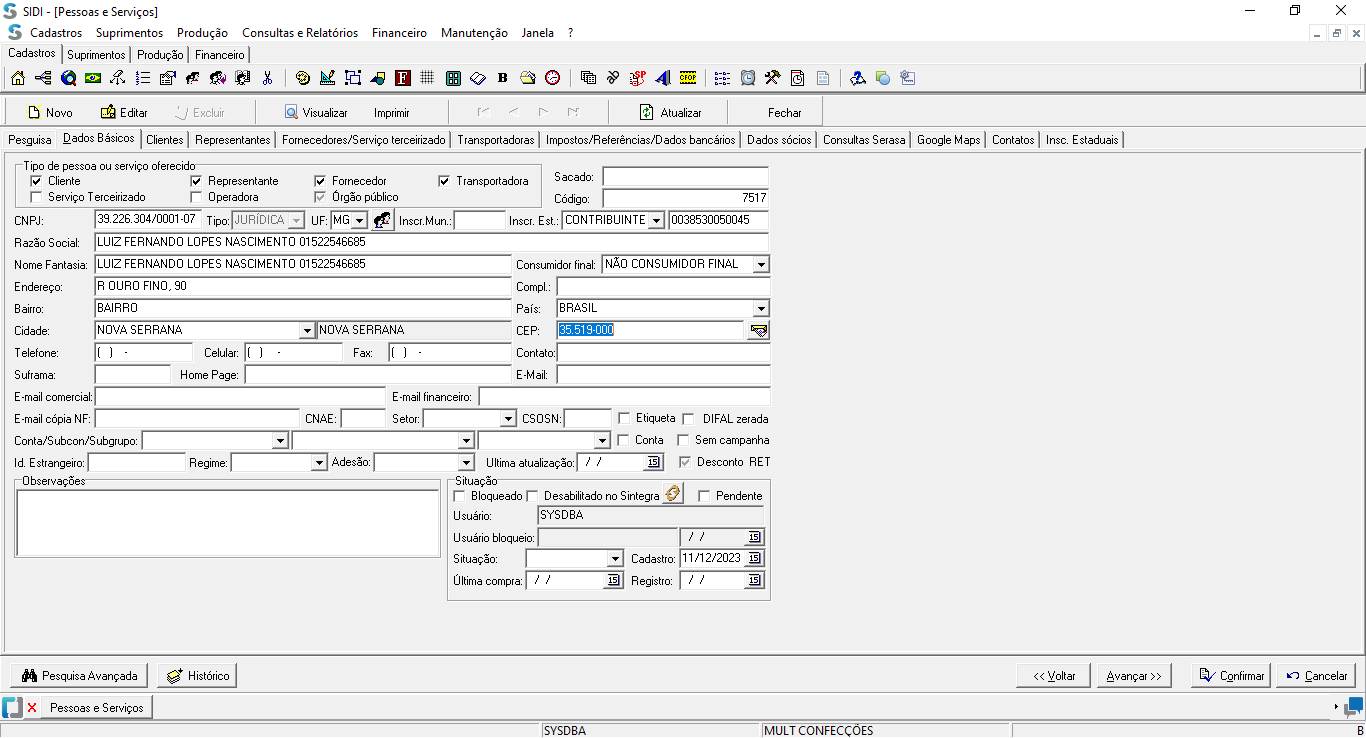 SIDI - [Pessoas e Serviços]
Cadastros Suprimentos Produção Consultas e Relatórios Financeiro Manutenção Janela ?
Cadastros Suprimentos Produção Financeiro
F B SP CFOP
Novo Editar Excluir Visualizar Imprimir Atualizar Fechar
Pesquisa Dados Básicos Clientes Representantes Fornecedores/Serviço terceirizado Transportadoras Impostos/Referências/Dados bancários Dados sócios Consultas Serasa Google Maps Contatos Insc. Estaduais
Tipo de pessoa ou serviço oferecido
Cliente Representante Fornecedor Transportadora Sacado:
Serviço Terceirizado Operadora Órgão público Código: 7517
CNPJ: 39.226.304/0001-07 Tipo: JURÍDICA UF: MG Inscr.Mun.: Inscr. Est.: CONTRIBUINTE 0038530050045
Razão Social: LUIZ FERNANDO LOPES NASCIMENTO 01522546685
Nome Fantasia: LUIZ FERNANDO LOPES NASCIMENTO 01522546685 Consumidor final: NÃO CONSUMIDOR FINAL
Endereço: R OURO FINO, 90 Compl.:
Bairro: BAIRRO País: BRASIL
Cidade: NOVA SERRANA NOVA SERRANA CEP: 35.519-000
Telefone: ( ) - Celular: ( ) - Fax: ( ) - Contato:
Suframa: Home Page: E-Mail:
E-mail comercial: E-mail financeiro:
E-mail cópia NF: CNAE: Setor: CSOSN: Etiqueta DIFAL zerada
Conta/Subcon/Subgrupo: Conta Sem campanha
Id. Estrangeiro: Regime: Adesão: Ultima atualização: / / 15 Desconto RET
Observações Situação
Bloqueado Desabilitado no Sintegra Pendente
Usuário: SYSDBA
Usuário bloqueio: / / 15
Situação: Cadastro: 11/12/2023 15
Última compra: / / 15 Registro: / / 15
Pesquisa Avançada Histórico << Voltar Avançar >> Confirmar Cancelar
Pessoas e Serviços
SYSDBA MULT CONFECÇÕES B